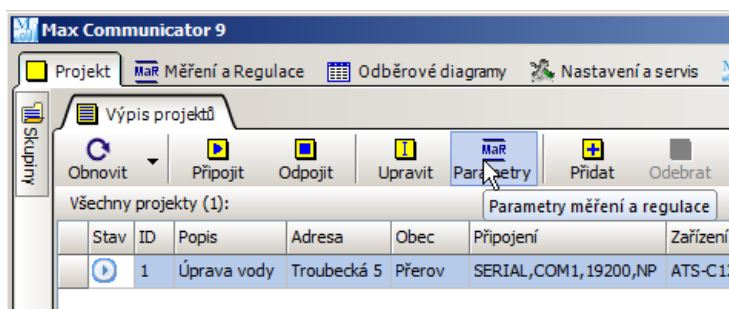 Max Communicator 9
Projekt MaR Měření a Regulace Odběrové diagramy Nastavení a servis
Skupiny
Výpis projektů
Obnovit Připojit Odpojit Upravit MaR Parametry Přidat Odebrat
Parametry měření a regulace
Všechny projekty (1):
Stav ID Popis Adresa Obec Připojení Zařízení
1 Úprava vody Troubecká 5 Přerov SERIAL,COM1,19200,NP